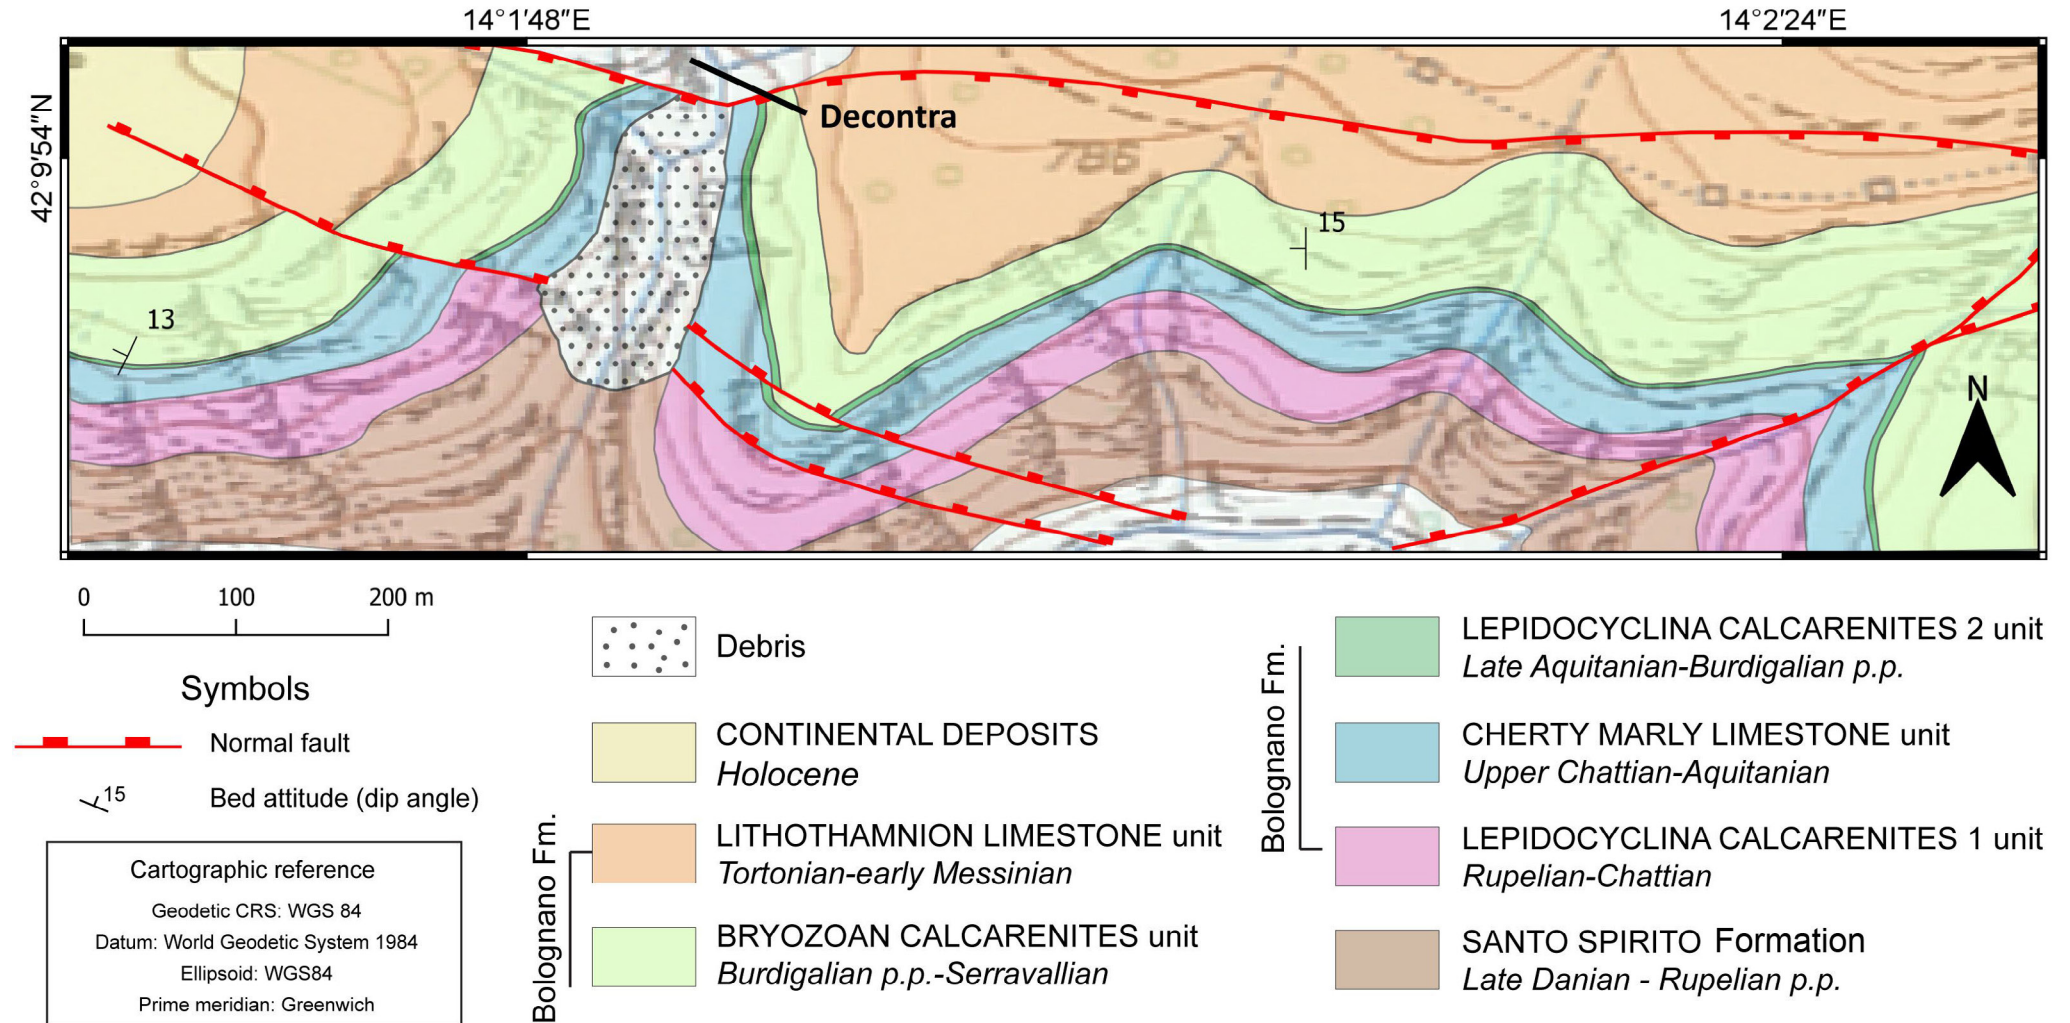 14°1'48"E
14°2'24"E
42°9'54"N
Decontra
785
15
13
N
0 100 200 m
Symbols
Normal fault
15
Bed attitude (dip angle)
Cartographic reference
Geodetic CRS: WGS 84
Datum: World Geodetic System 1984
Ellipsoid: WGS84
Prime meridian: Greenwich
Debris
CONTINENTAL DEPOSITS
Holocene
Bolognano Fm.
LITHOTHAMNION LIMESTONE unit
Tortonian-early Messinian
BRYOZOAN CALCARENITES unit
Burdigalian p.p.-Serravallian
Bolognano Fm.
LEPIDOCYCLINA CALCARENITES 2 unit
Late Aquitanian-Burdigalian p.p.
CHERTY MARLY LIMESTONE unit
Upper Chattian-Aquitanian
LEPIDOCYCLINA CALCARENITES 1 unit
Rupelian-Chattian
SANTO SPIRITO Formation
Late Danian - Rupelian p.p.